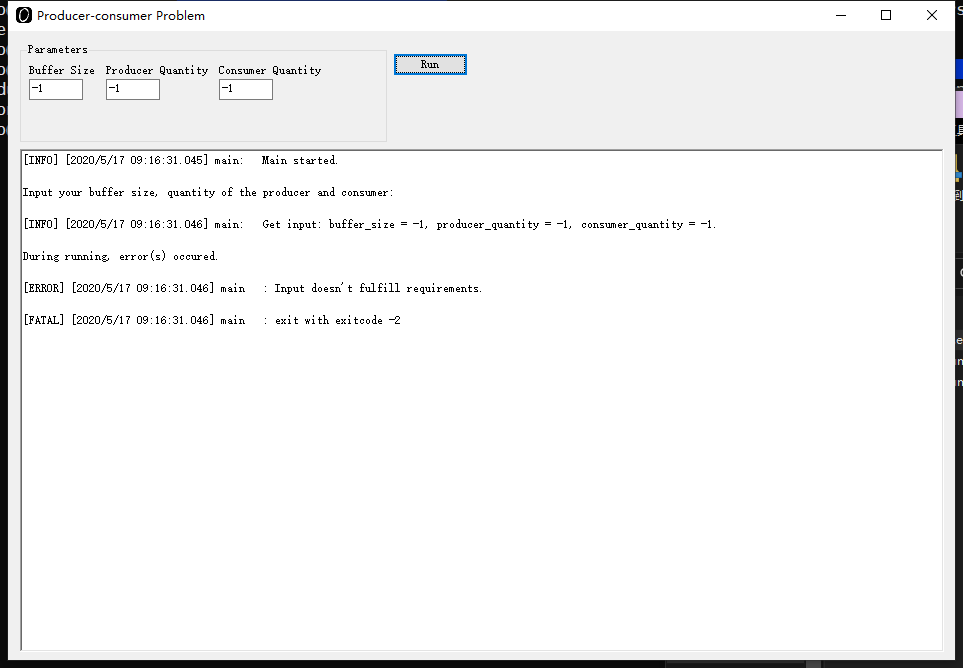 Producer-consumer Problem
Parameters
Buffer Size Producer Quantity Consumer Quantity
-1 -1 -1
Run
[INFO] [2020/5/17 09:16:31.045] main: Main started.
Input your buffer size, quantity of the producer and consumer:
[INFO] [2020/5/17 09:16:31.046] main: Get input: buffer_size = -1, producer_quantity = -1, consumer_quantity = -1.
During running, error(s) occured.
[ERROR] [2020/5/17 09:16:31.046] main : Input doesn't fulfill requirements.
[FATAL] [2020/5/17 09:16:31.046] main : exit with exitcode -2